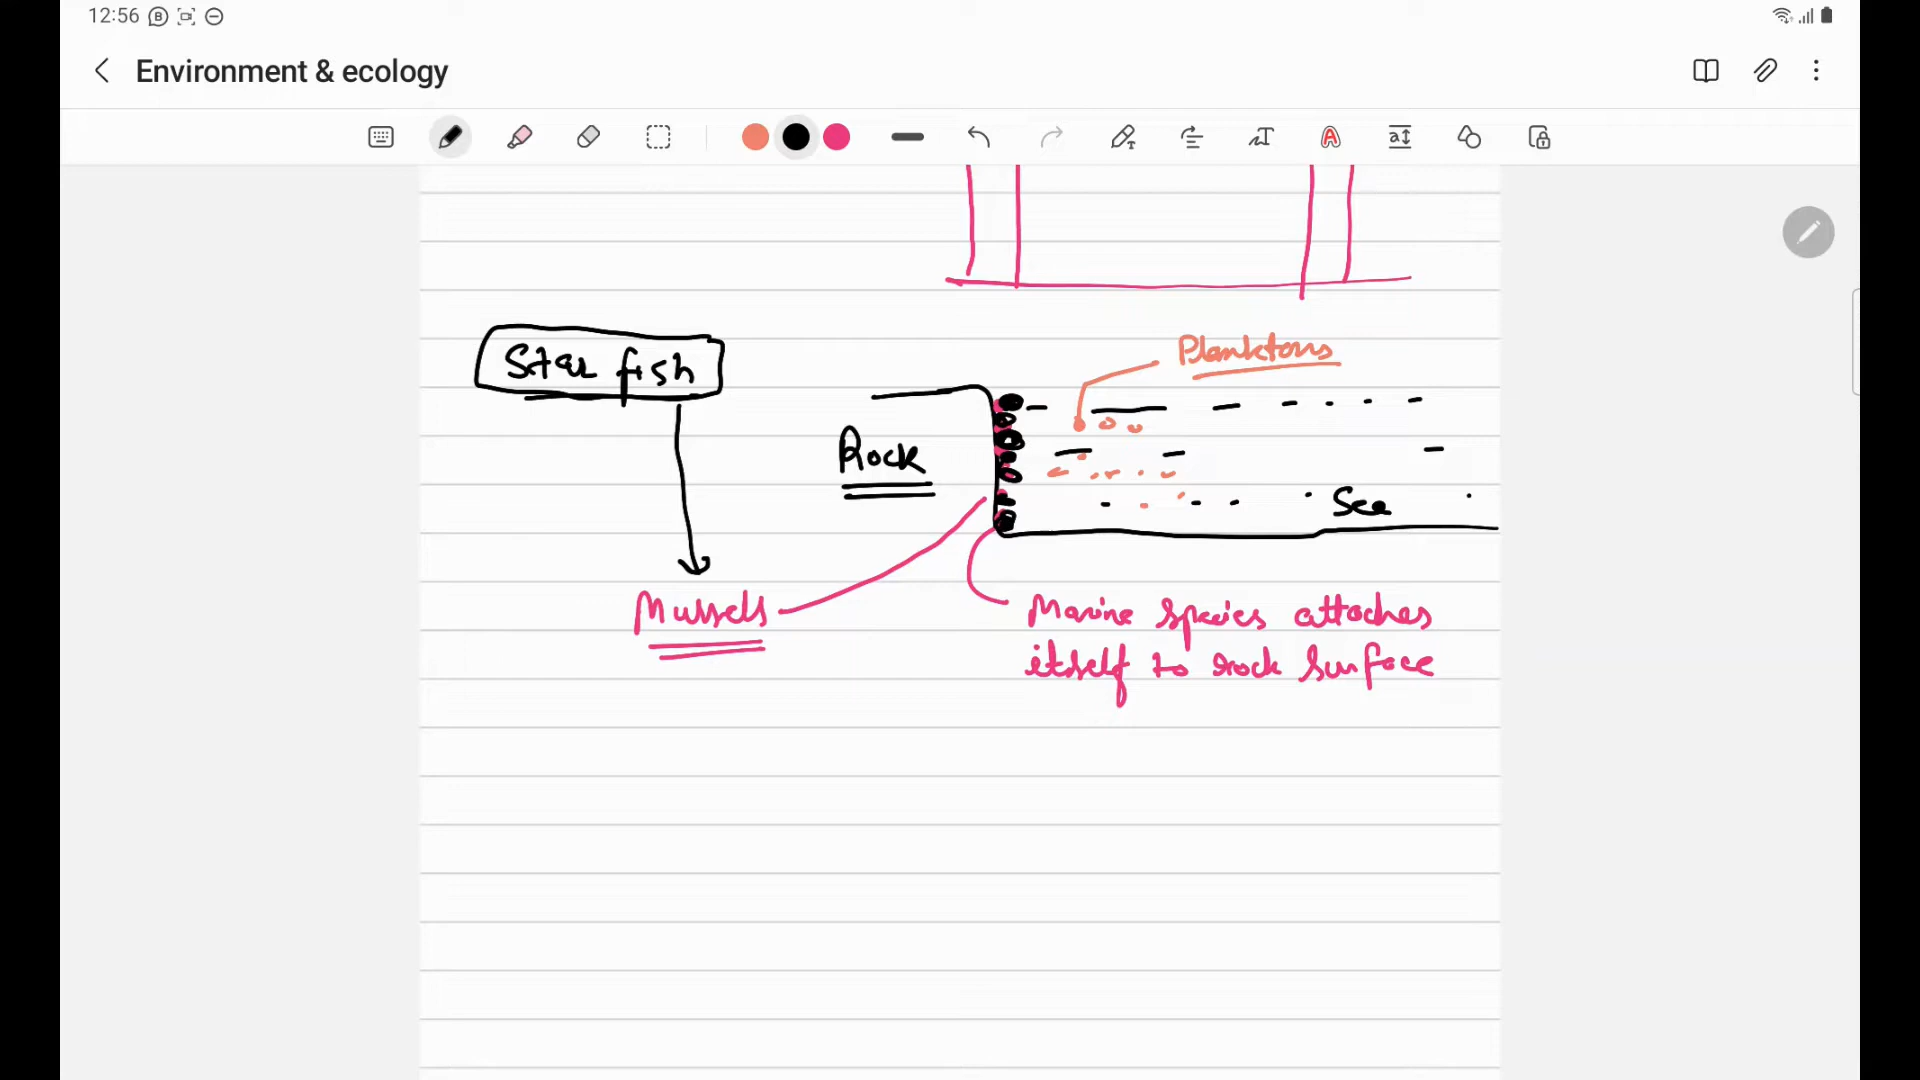 12:56
Environment & ecology
Star fish
Planktons
Rock
Sea
Mussels
Marine species attaches
itself to rock surface